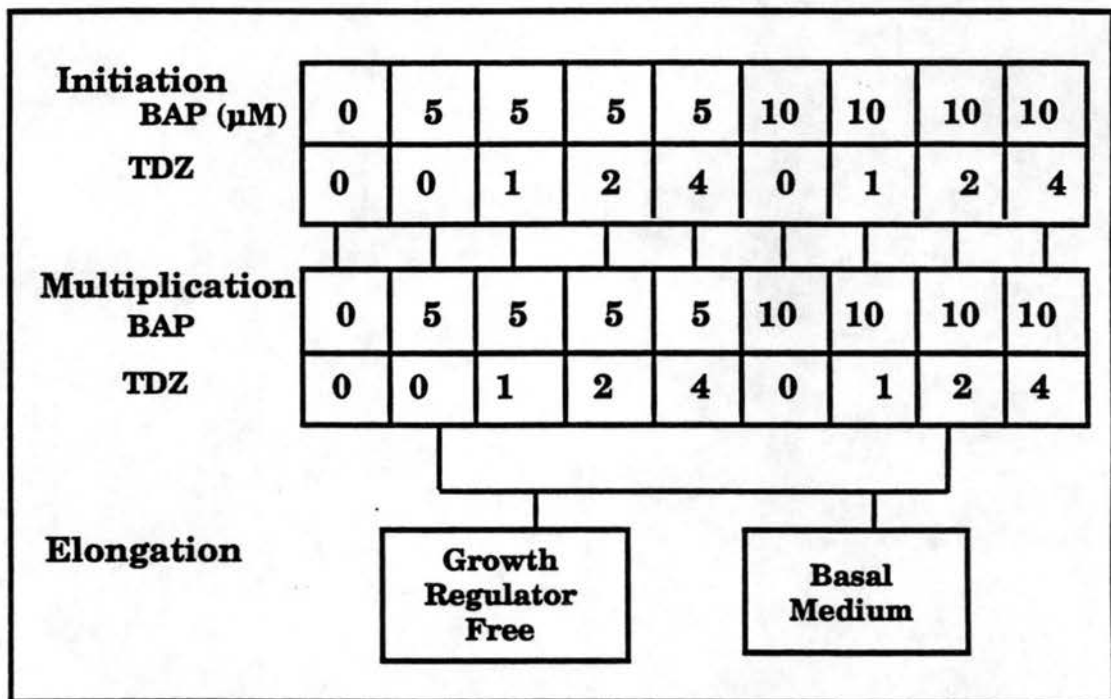 Initiation
BAP (μM) 0 5 5 5 5 10 10 10 10
TDZ 0 0 1 2 4 0 1 2 4
Multiplication
BAP 0 5 5 5 5 10 10 10 10
TDZ 0 0 1 2 4 0 1 2 4
Elongation
Growth
Regulator
Free
Basal
Medium